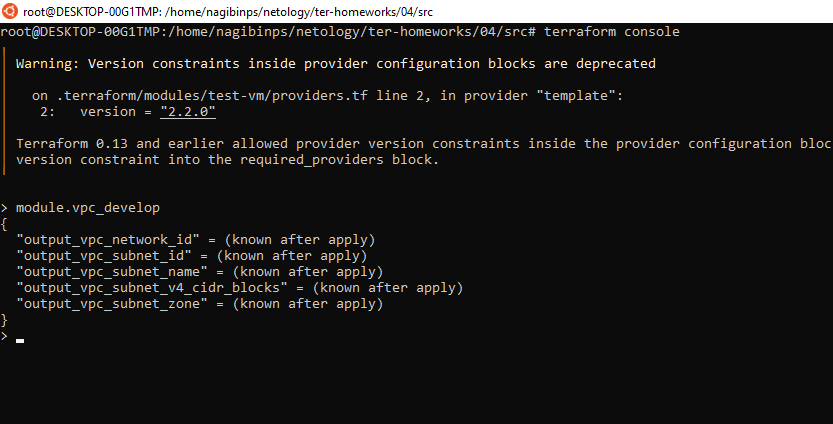 root@DESKTOP-00G1TMP: /home/nagibinps/netology/ter-homeworks/04/src
root@DESKTOP-00G1TMP:/home/nagibinps/netology/ter-homeworks/04/src# terraform console
Warning: Version constraints inside provider configuration blocks are deprecated
on .terraform/modules/test-vm/providers.tf line 2, in provider "template":
2: version = "2.2.0"
Terraform 0.13 and earlier allowed provider version constraints inside the provider configuration bloc
version constraint into the required_providers block.
> module.vpc_develop
{
"output_vpc_network_id" = (known after apply)
"output_vpc_subnet_id" = (known after apply)
"output_vpc_subnet_name" = (known after apply)
"output_vpc_subnet_v4_cidr_blocks" = (known after apply)
"output_vpc_subnet_zone" = (known after apply)
}
>